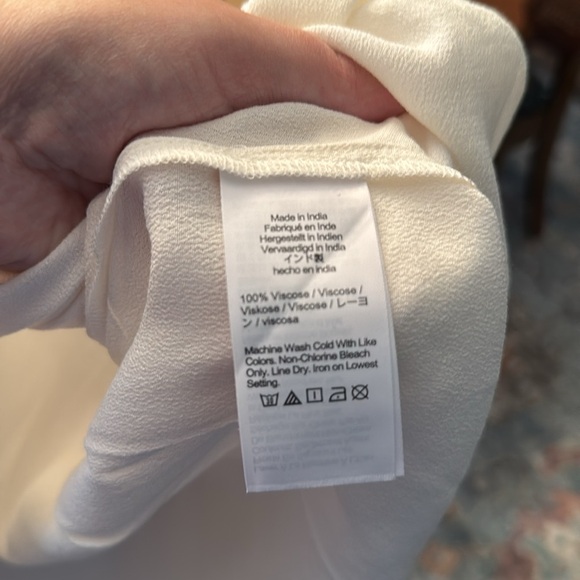 Made in India
Fabriqué en Inde
Hergestellt in Indien
Vervaardigd in India
インド製
hecho en india
100% Viscose / Viscose /
Viskose / Viscose / レーヨ
ン / viscosa
Machine Wash Cold With Like
Colors. Non-Chlorine Bleach
Only. Line Dry. Iron on Lowest
Setting.